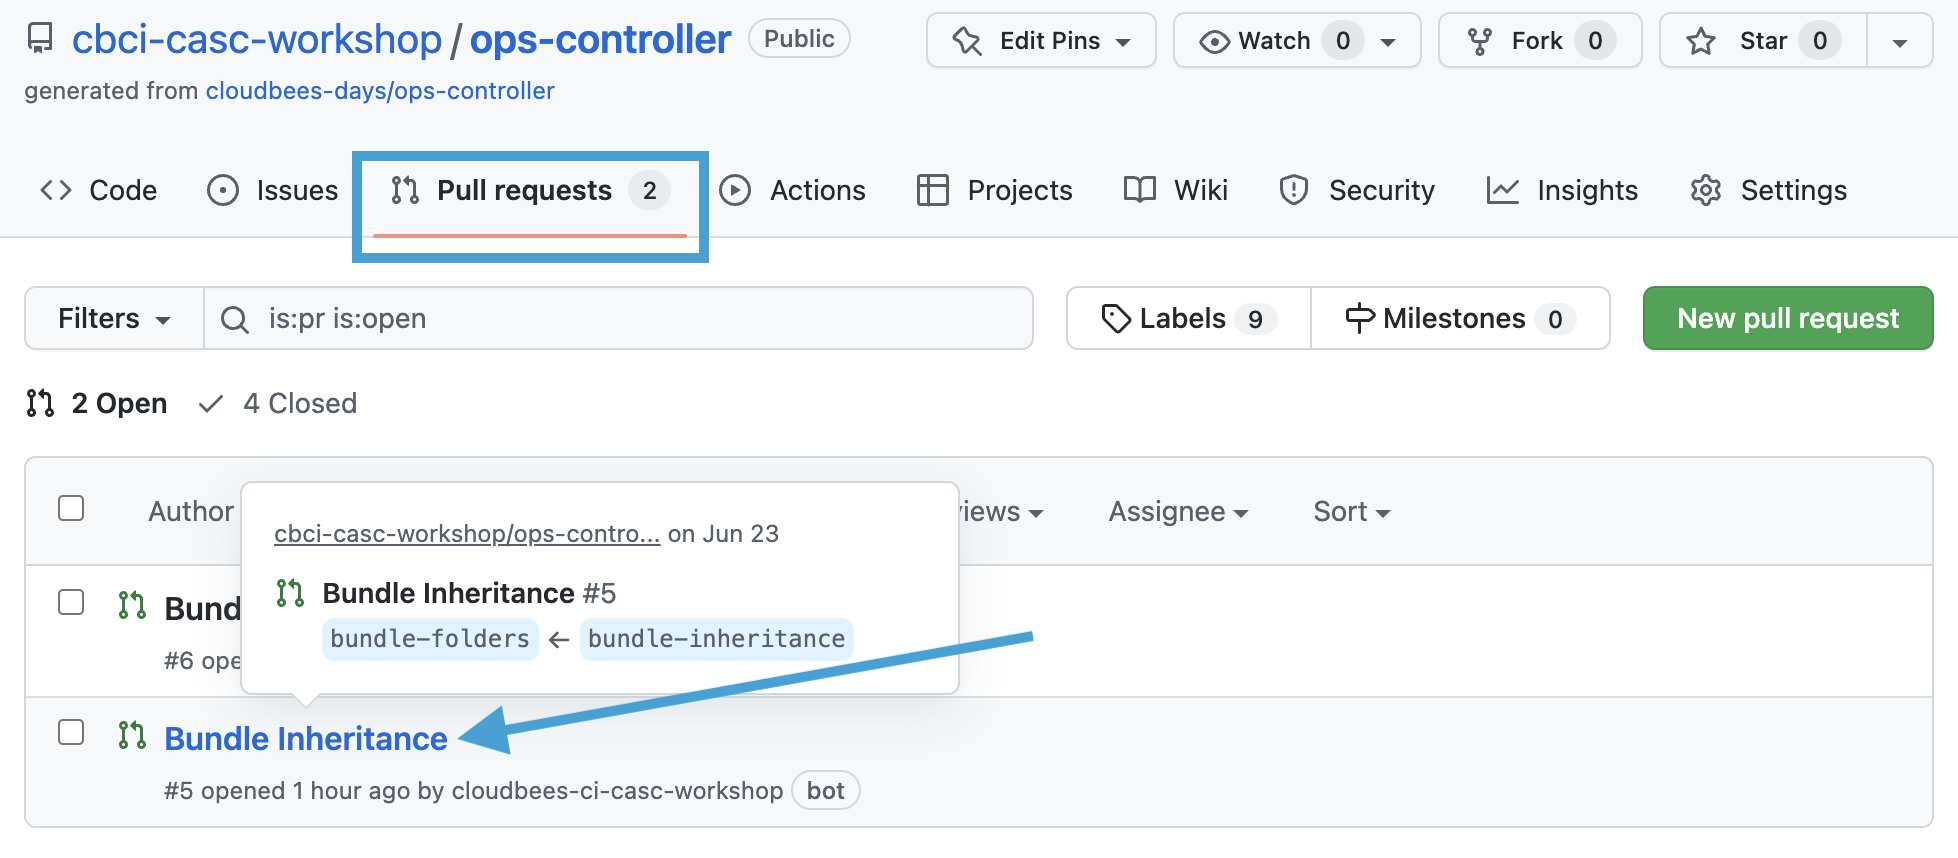 cbci-casc-workshop / ops-controller Public Edit Pins Watch 0 Fork 0 Star 0
generated from cloudbees-days/ops-controller
Code Issues Pull requests 2 Actions Projects Wiki Security Insights Settings
Filters is:pr is:open Labels 9 Milestones 0 New pull request
2 Open 4 Closed
Author Assignee Sort
cbci-casc-workshop/ops-contro... on Jun 23
Bundle Inheritance #5
bundle-folders ← bundle-inheritance
#6
Bundle Inheritance
#5 opened 1 hour ago by cloudbees-ci-casc-workshop bot